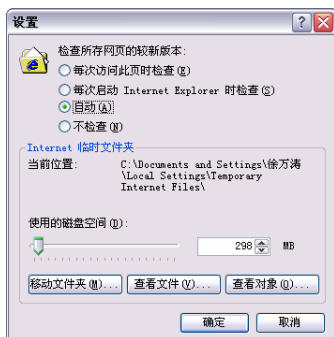 设置
检查所存网页的较新版本:
每次访问此页时检查(E)
每次启动 Internet Explorer 时检查(S)
自动(A)
不检查(N)
Internet 临时文件夹
当前位置: C:\Documents and Settings\徐万涛
\Local Settings\Temporary
Internet Files\
使用的磁盘空间(D):
298 MB
移动文件夹(M)... 查看文件(V)... 查看对象(O)...
确定 取消